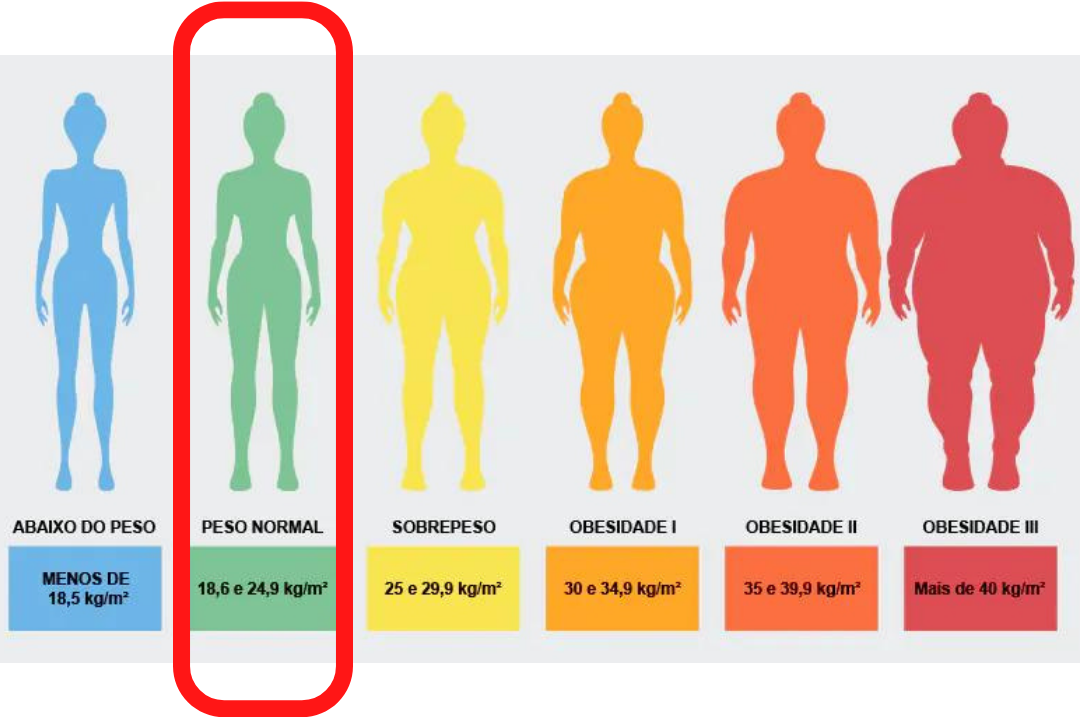 ABAIXO DO PESO
PESO NORMAL
SOBREPESO
OBESIDADE I
OBESIDADE II
OBESIDADE III
MENOS DE
18,5 kg/m²
18,6 e 24,9 kg/m²
25 e 29,9 kg/m²
30 e 34,9 kg/m²
35 e 39,9 kg/m²
Mais de 40 kg/m²